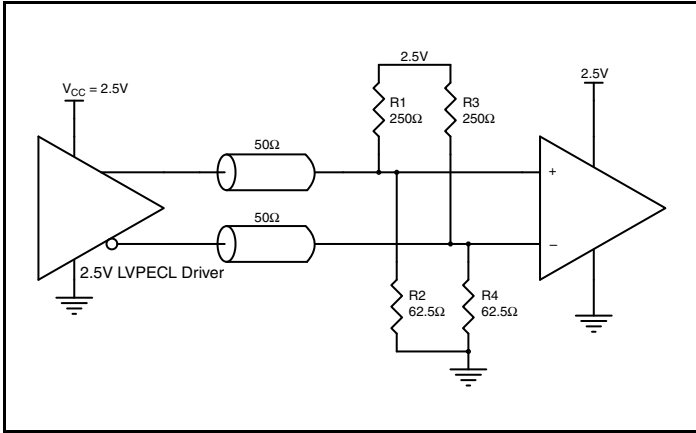 2.5V
2.5V
V_CC = 2.5V
R1
250Ω
R3
250Ω
50Ω
+
50Ω
–
2.5V LVPECL Driver
R2
62.5Ω
R4
62.5Ω